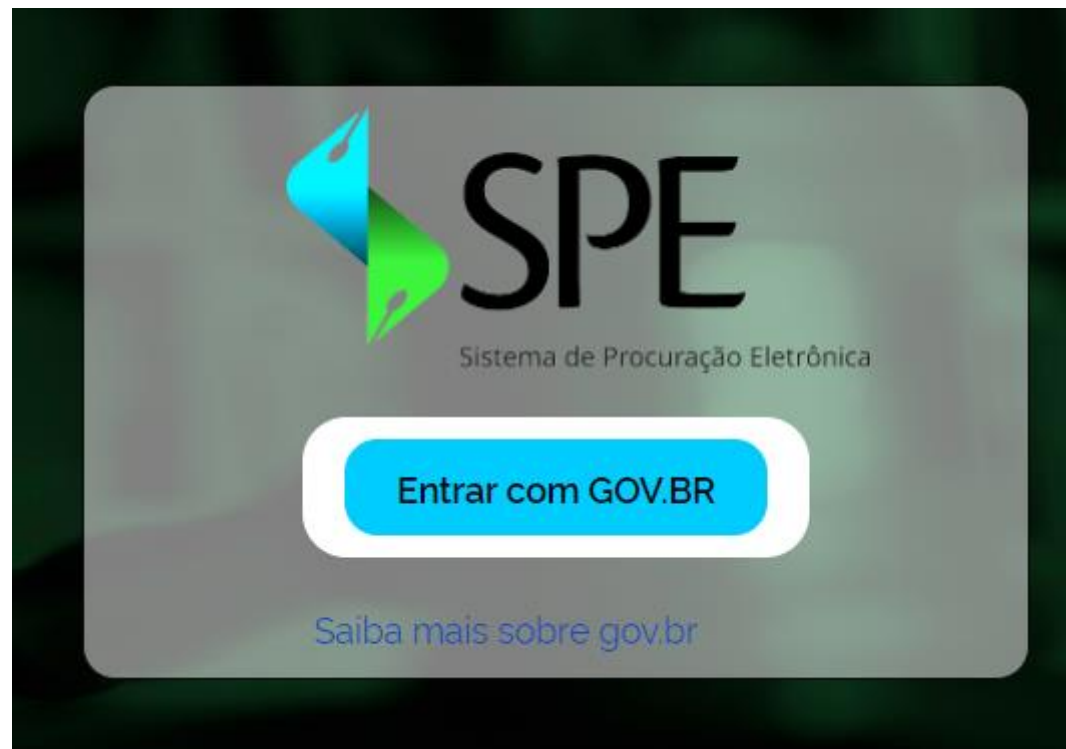 SPE
Sistema de Procuração Eletrônica
Entrar com GOV.BR
Saiba mais sobre gov.br